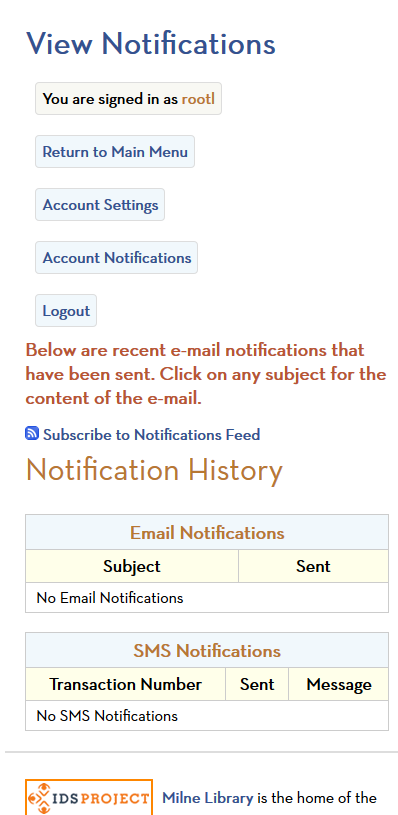 View Notifications
You are signed in as rootl
Return to Main Menu
Account Settings
Account Notifications
Logout
Below are recent e-mail notifications that
have been sent. Click on any subject for the
content of the e-mail.
Subscribe to Notifications Feed
Notification History
Email Notifications
Subject Sent
No Email Notifications
SMS Notifications
Transaction Number Sent Message
No SMS Notifications
IDSPROJECT Milne Library is the home of the